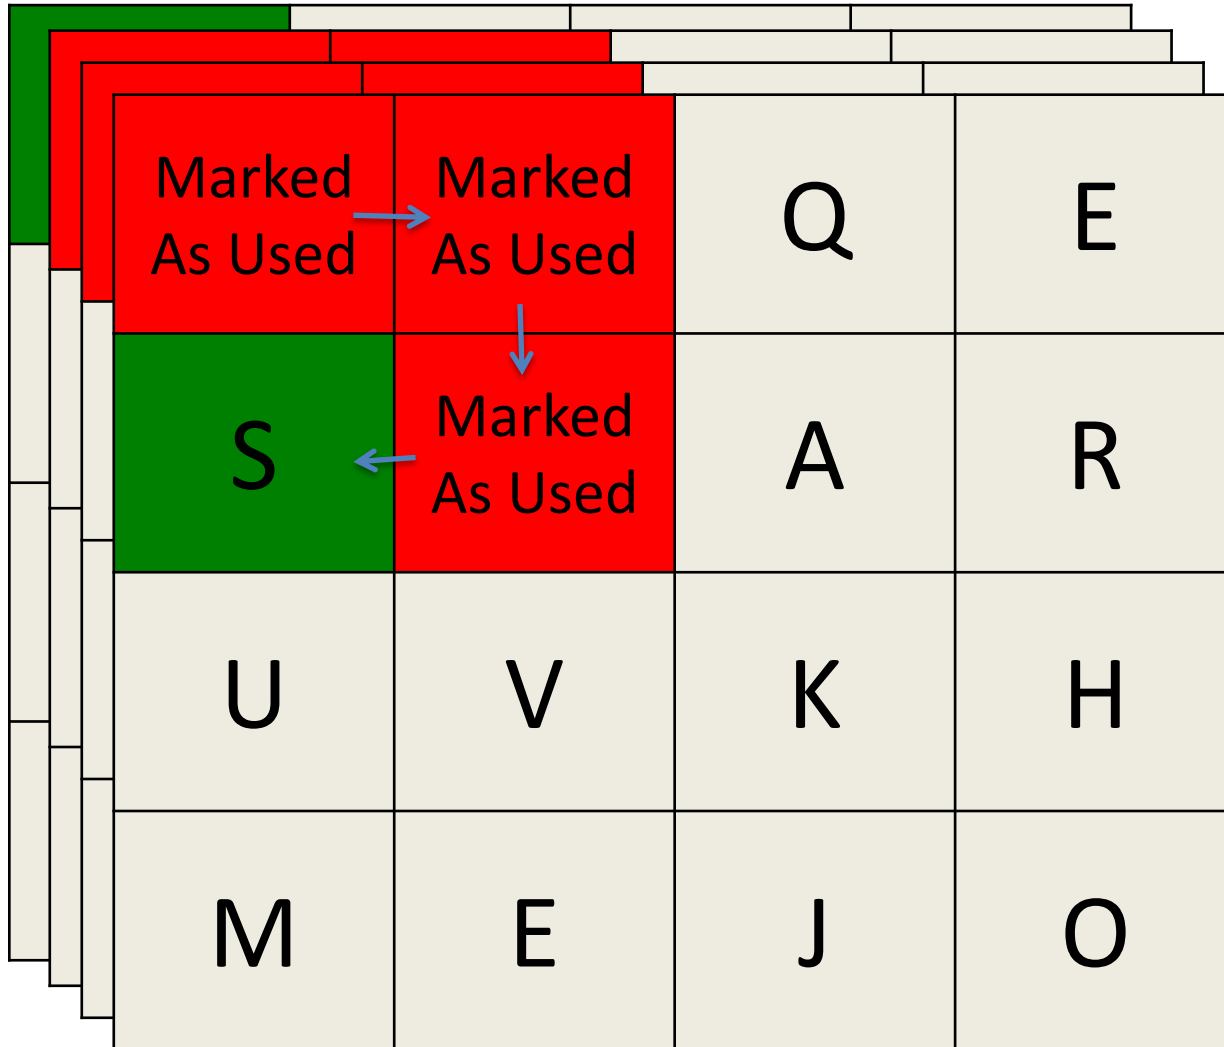 Marked Marked Q E
As Used As Used
S Marked A R
As Used
U V K H
M E J O